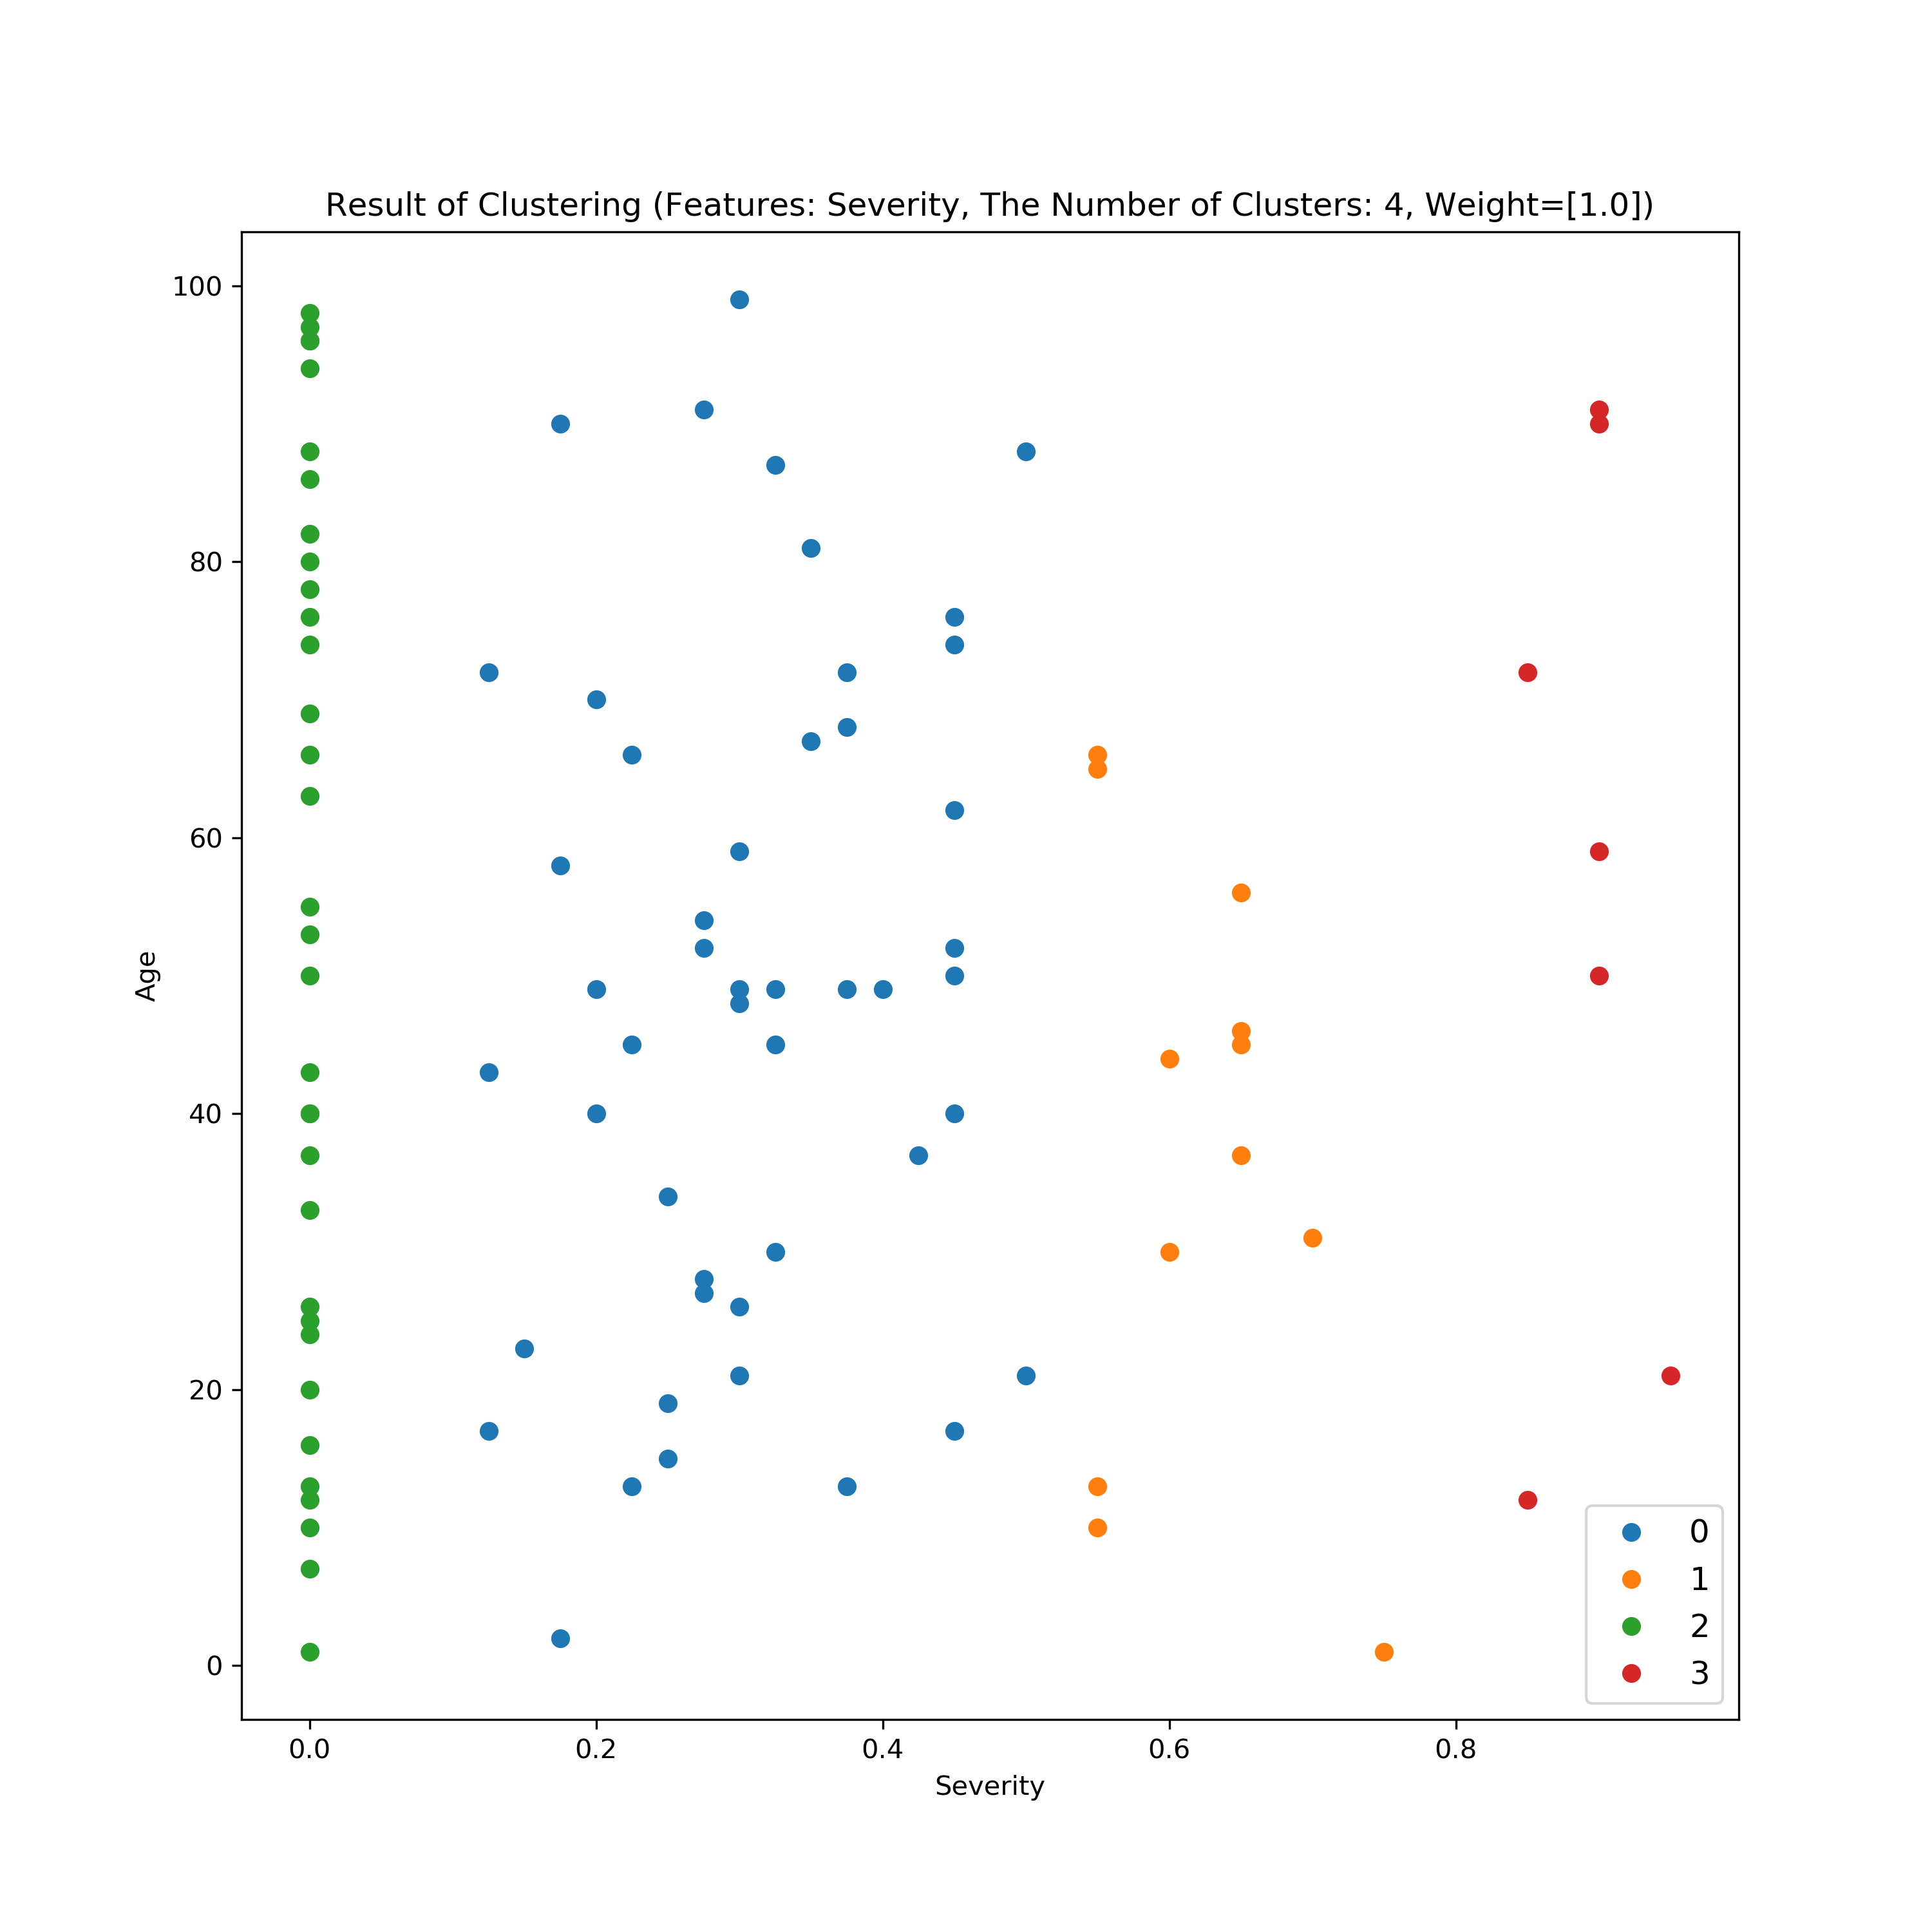 Result of Clustering (Features: Severity, The Number of Clusters: 4, Weight=[1.0])
100
80
60
40
20
0
Age
0.0 0.2 0.4 0.6 0.8
Severity
0
1
2
3